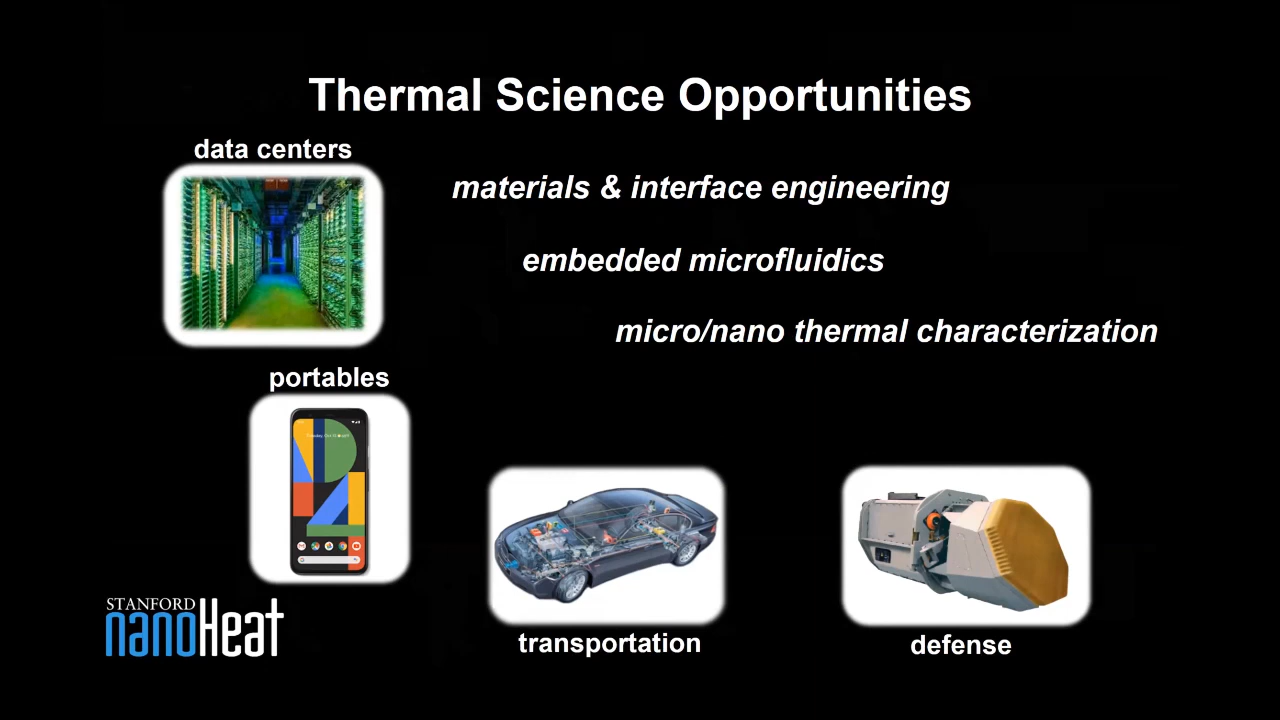 Thermal Science Opportunities
data centers
materials & interface engineering
embedded microfluidics
micro/nano thermal characterization
portables
transportation
defense
STANFORD
nanoHeat